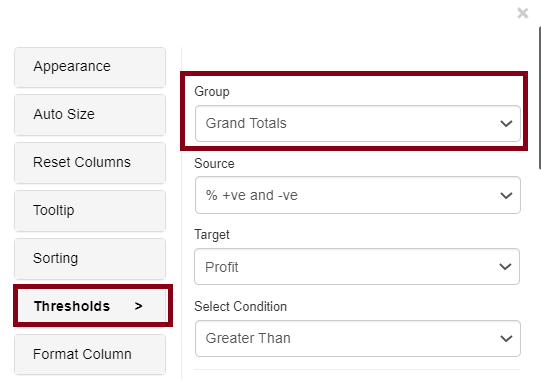 ×
Appearance
Auto Size
Reset Columns
Tooltip
Sorting
Thresholds >
Format Column
Group
Grand Totals
Source
% +ve and -ve
Target
Profit
Select Condition
Greater Than